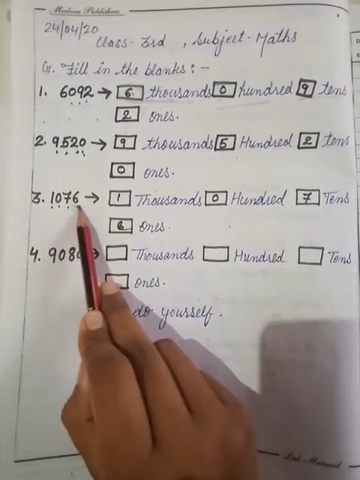 Modern Publishers
24/04/20
Class-3rd , Subject-Maths
Q. Fill in the blanks :-
1. 6092 → 6 thousands 0 hundred 9 tens
2 ones.
2. 9520 → 9 thousands 5 Hundred 2 tens
0 ones.
3. 1076 → 1 Thousands 0 Hundred 7 Tens
6 ones.
4. 908 → Thousands Hundred Tens
ones.
do yourself.
Lab Manual